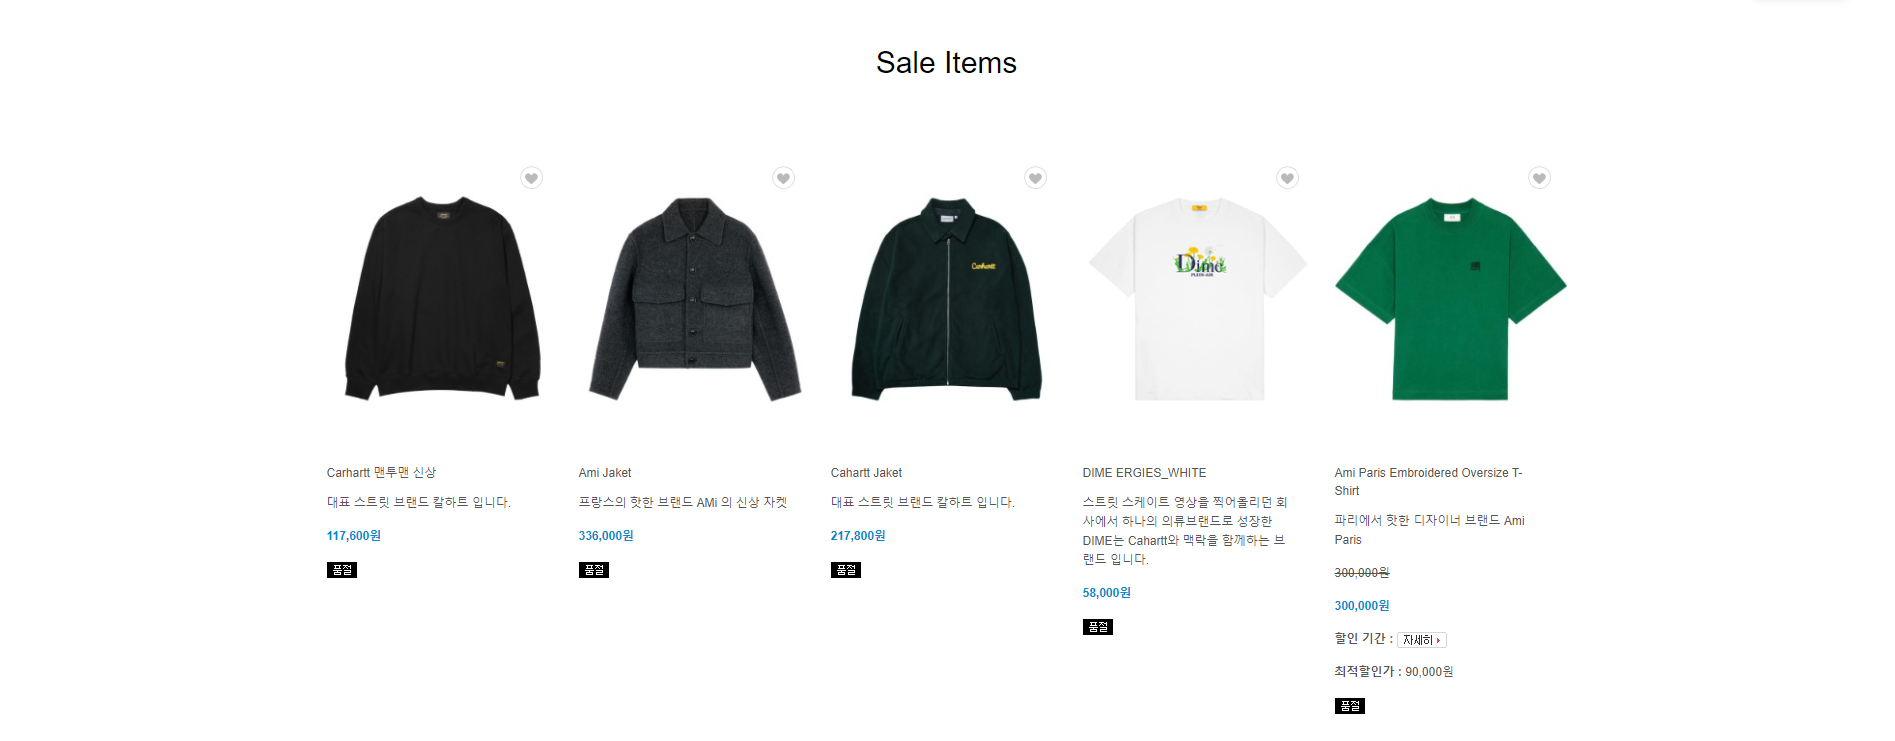 Sale Items
Carhartt
Dime
PLEIN-AIR
Carhartt 맨투맨 신상
대표 스트릿 브랜드 칼하트 입니다.
117,600원
품절
Ami Jaket
프랑스의 핫한 브랜드 AMi 의 신상 자켓
336,000원
품절
Cahartt Jaket
대표 스트릿 브랜드 칼하트 입니다.
217,800원
품절
DIME ERGIES_WHITE
스트릿 스케이트 영상을 찍어올리던 회
사에서 하나의 의류브랜드로 성장한
DIME는 Cahartt와 맥락을 함께하는 브
랜드 입니다.
58,000원
품절
Ami Paris Embroidered Oversize T-
Shirt
파리에서 핫한 디자이너 브랜드 Ami
Paris
300,000원
300,000원
할인 기간 : 자세히
최적할인가 : 90,000원
품절